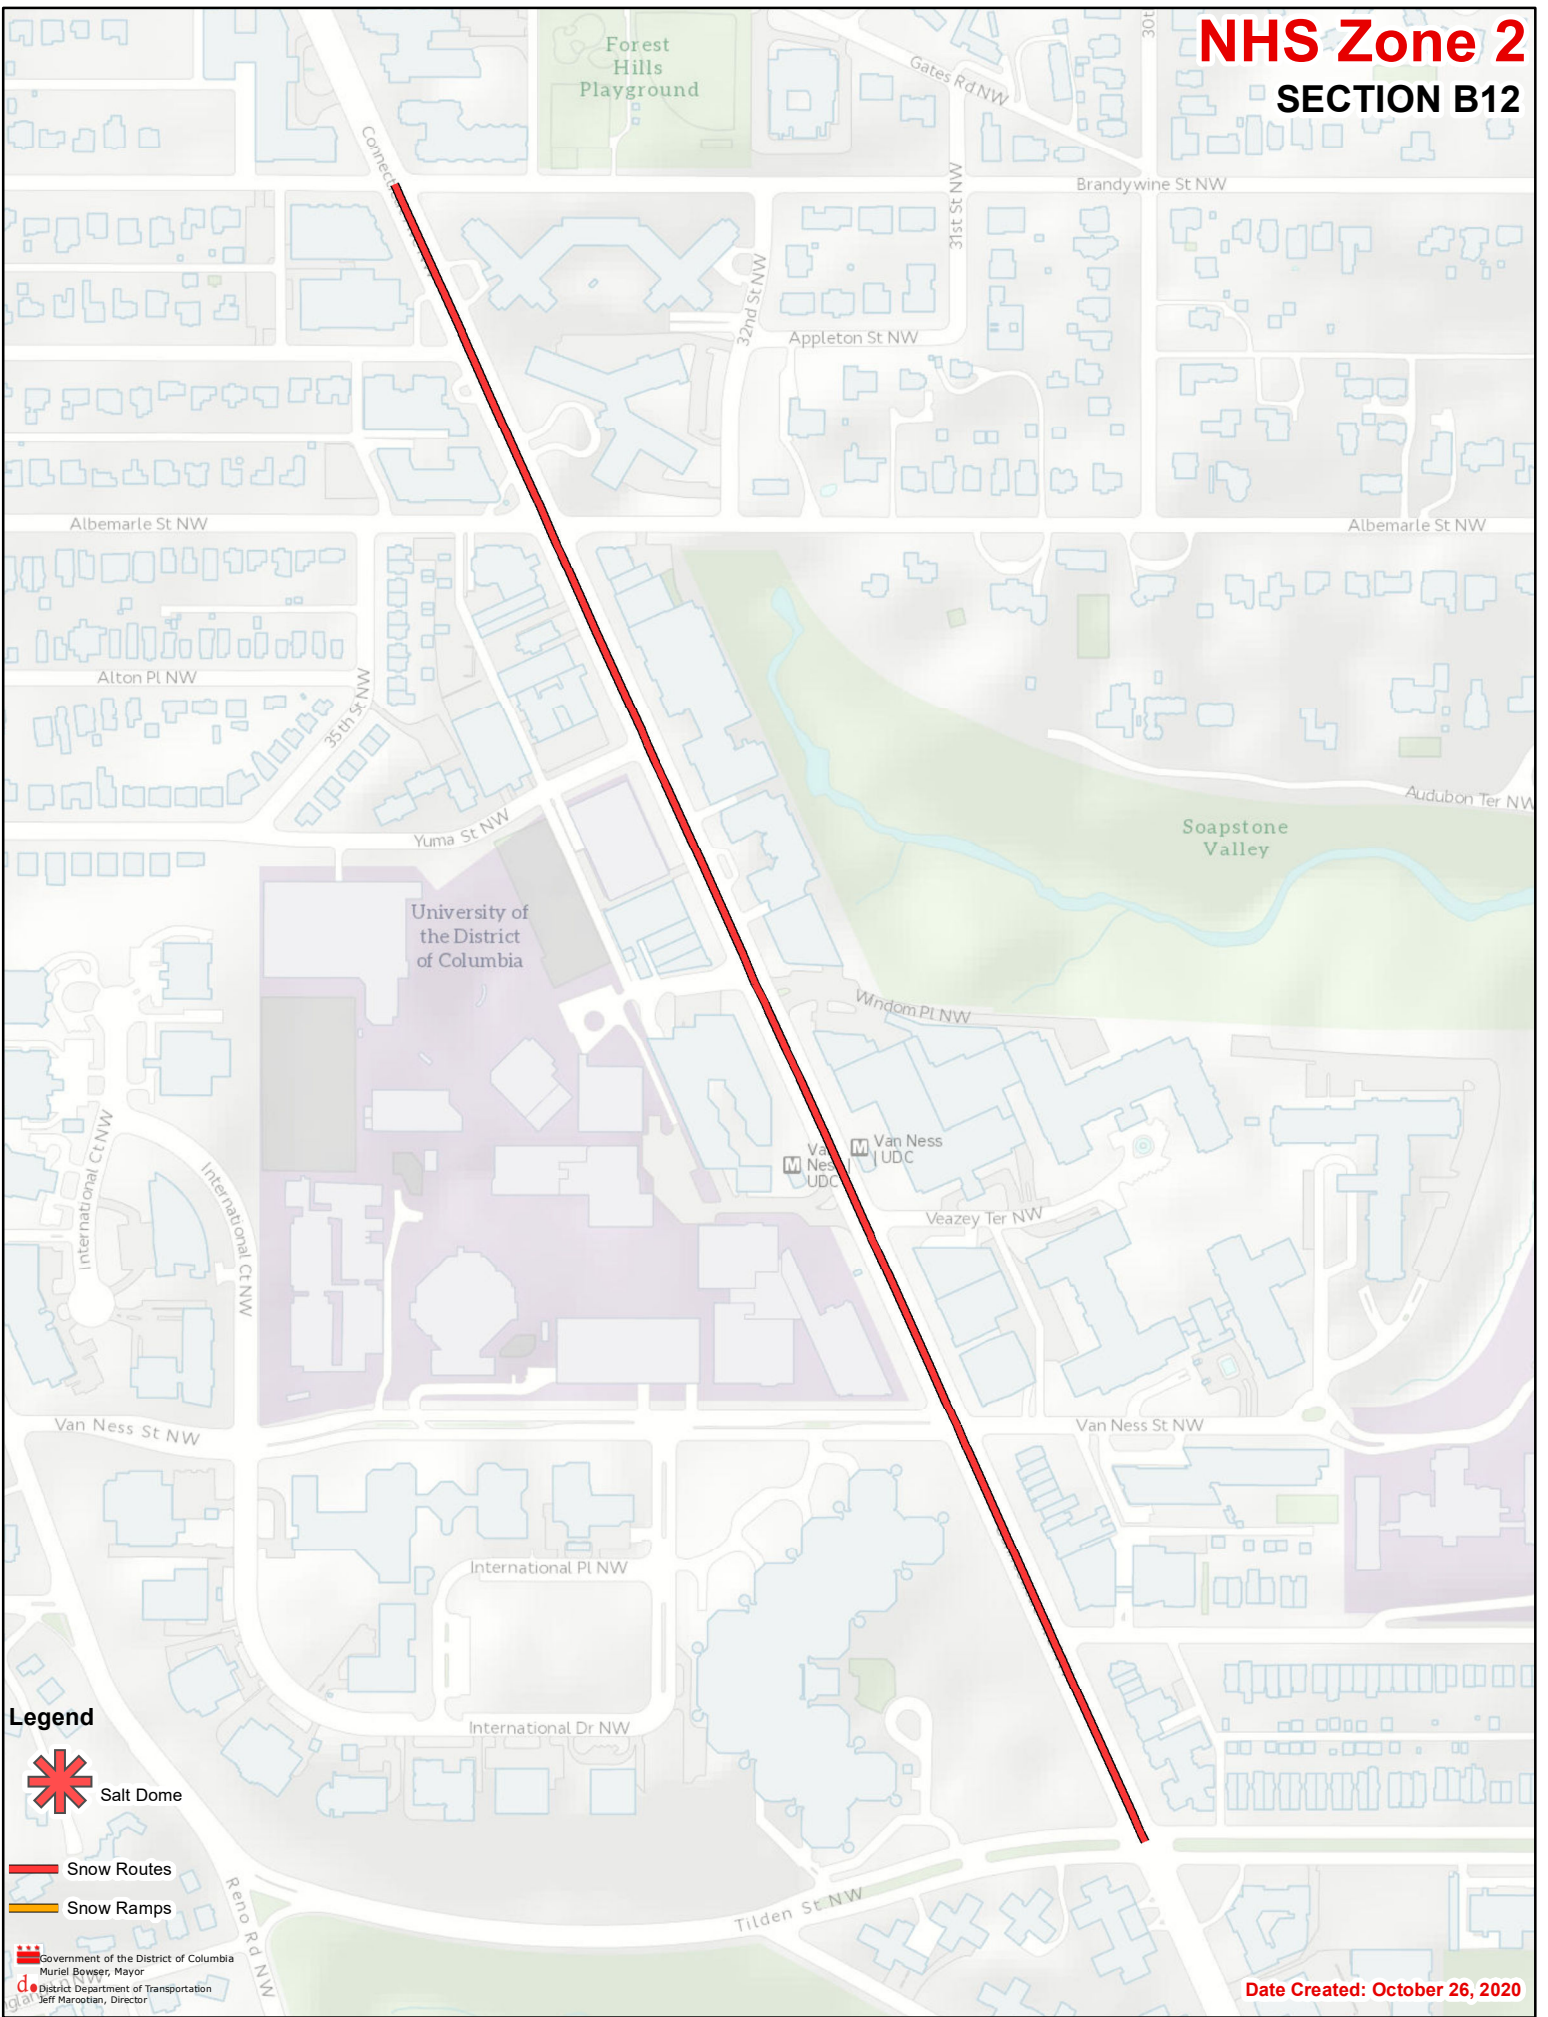 NHS Zone 2
SECTION B12
Forest
Hills
Playground
Gates Rd NW
30t
Brandywine St NW
31st St NW
32nd St NW
Appleton St NW
Albemarle St NW
Albemarle St NW
Alton Pl NW
35th St NW
Audubon Ter NW
Yuma St NW
Soapstone
Valley
University of
the District
of Columbia
Windom Pl NW
International Ct NW
International Ct NW
M
Van Ness
| UDC
M
UDC
Veazey Ter NW
Van Ness St NW
Van Ness St NW
International Pl NW
International Dr NW
Tilden St NW
Reno Rd NW
Legend
Salt Dome
Snow Routes
Snow Ramps
Government of the District of Columbia
Muriel Bowser, Mayor
d.
District Department of Transportation
Jeff Marootian, Director
Date Created: October 26, 2020